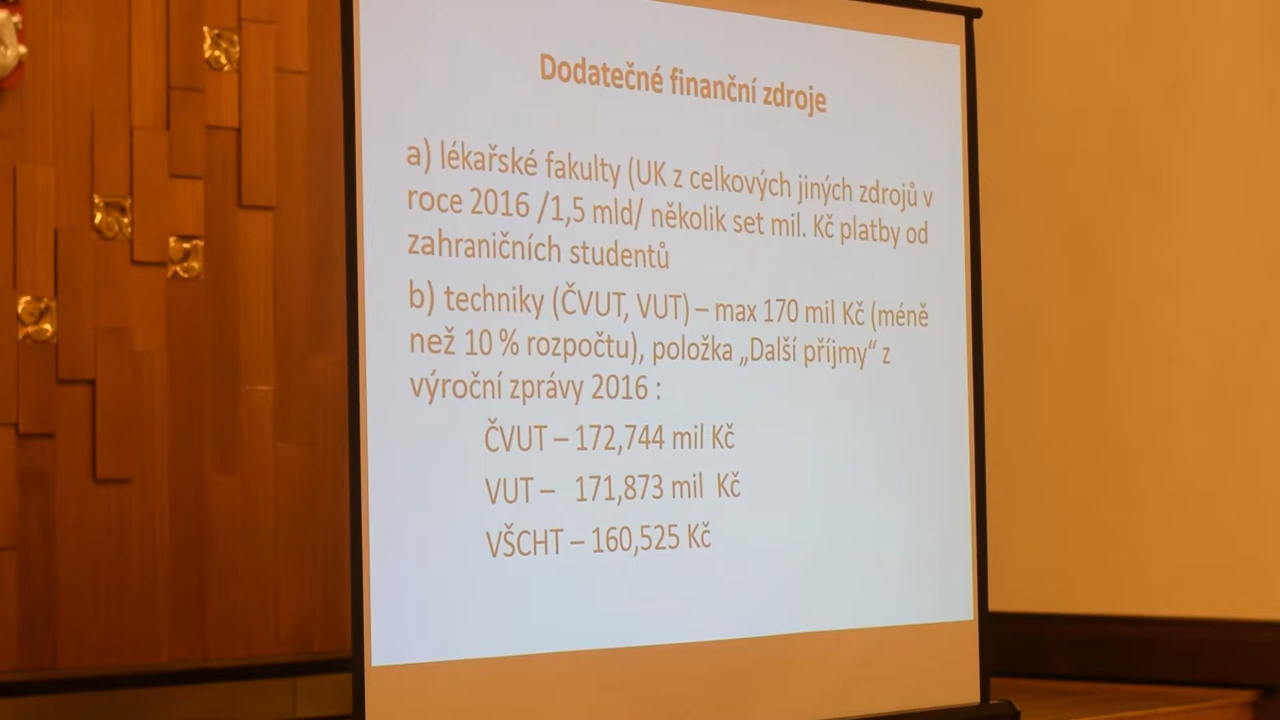 Dodatečné finanční zdroje
a) lékařské fakulty (UK z celkových jiných zdrojů v
roce 2016 /1,5 mld/ několik set mil. Kč platby od
zahraničních studentů
b) techniky (ČVUT, VUT) – max 170 mil Kč (méně
než 10 % rozpočtu), položka „Další příjmy“ z
výroční zprávy 2016 :
ČVUT – 172,744 mil Kč
VUT – 171,873 mil Kč
VŠCHT – 160,525 Kč